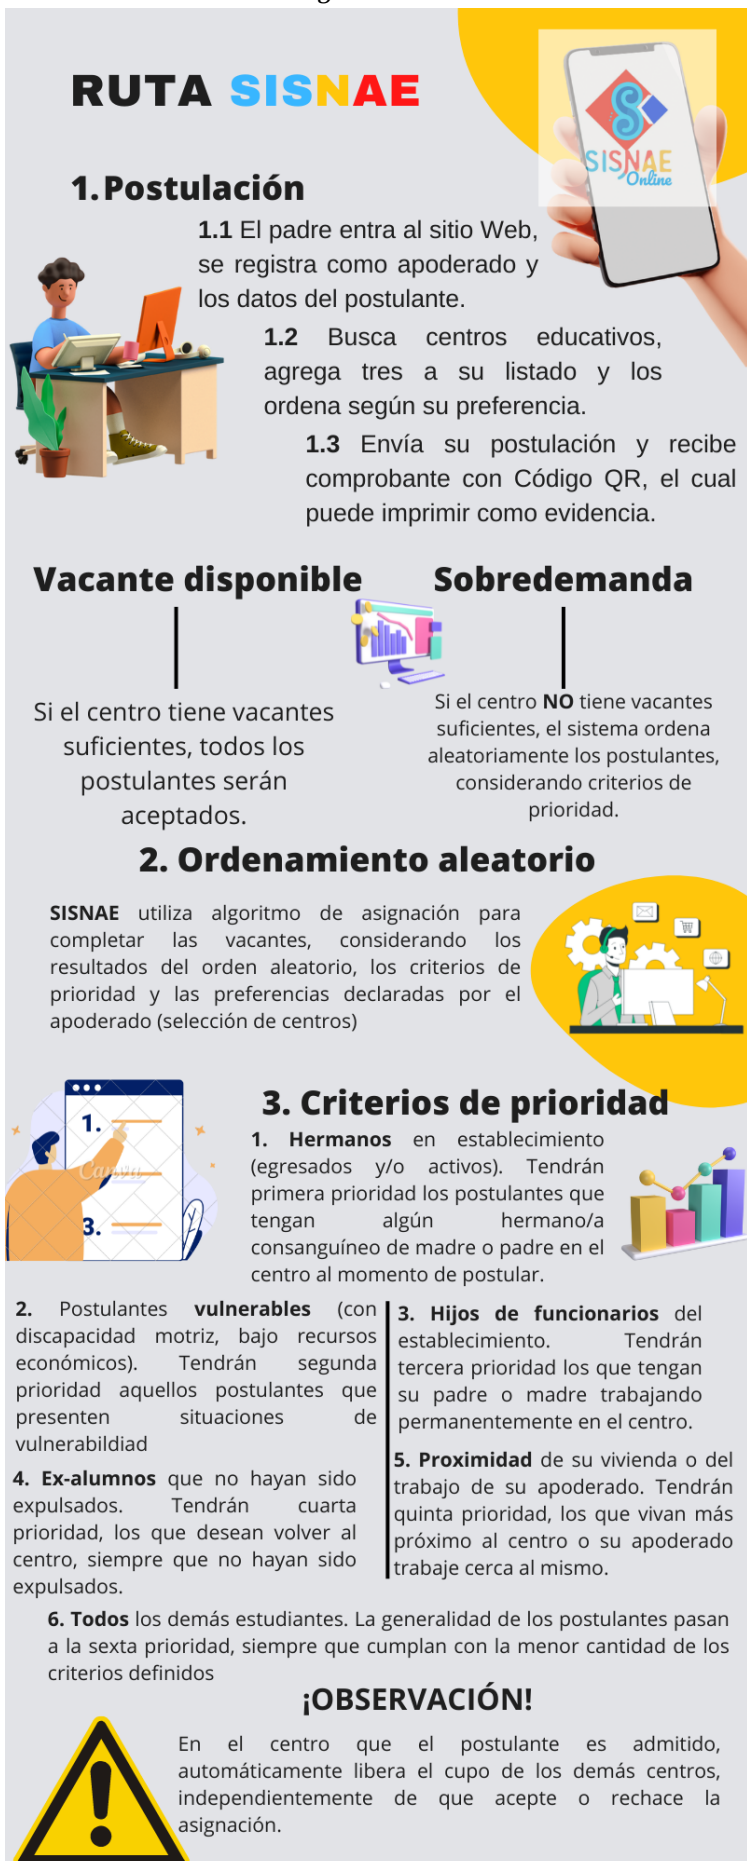 RUTA SISNAE
SISNAE
Online
1. Postulación
1.1 El padre entra al sitio Web,
se registra como apoderado y
los datos del postulante.
1.2 Busca centros educativos,
agrega tres a su listado y los
ordena según su preferencia.
1.3 Envía su postulación y recibe
comprobante con Código QR, el cual
puede imprimir como evidencia.
Vacante disponible
Si el centro tiene vacantes
suficientes, todos los
postulantes serán
aceptados.
Sobredemanda
Si el centro NO tiene vacantes
suficientes, el sistema ordena
aleatoriamente los postulantes,
considerando criterios de
prioridad.
2. Ordenamiento aleatorio
SISNAE utiliza algoritmo de asignación para
completar las vacantes, considerando los
resultados del orden aleatorio, los criterios de
prioridad y las preferencias declaradas por el
apoderado (selección de centros)
1.
Canva
3.
3. Criterios de prioridad
1. Hermanos en establecimiento
(egresados y/o activos). Tendrán
primera prioridad los postulantes que
tengan algún hermano/a
consanguíneo de madre o padre en el
centro al momento de postular.
2. Postulantes vulnerables (con
discapacidad motriz, bajo recursos
económicos). Tendrán segunda
prioridad aquellos postulantes que
presenten situaciones de
vulnerabildiad
3. Hijos de funcionarios del
establecimiento. Tendrán
tercera prioridad los que tengan
su padre o madre trabajando
permanentemente en el centro.
4. Ex-alumnos que no hayan sido
expulsados. Tendrán cuarta
prioridad, los que desean volver al
centro, siempre que no hayan sido
expulsados.
5. Proximidad de su vivienda o del
trabajo de su apoderado. Tendrán
quinta prioridad, los que vivan más
próximo al centro o su apoderado
trabaje cerca al mismo.
6. Todos los demás estudiantes. La generalidad de los postulantes pasan
a la sexta prioridad, siempre que cumplan con la menor cantidad de los
criterios definidos
¡OBSERVACIÓN!
En el centro que el postulante es admitido,
automáticamente libera el cupo de los demás centros,
independientemente de que acepte o rechace la
asignación.